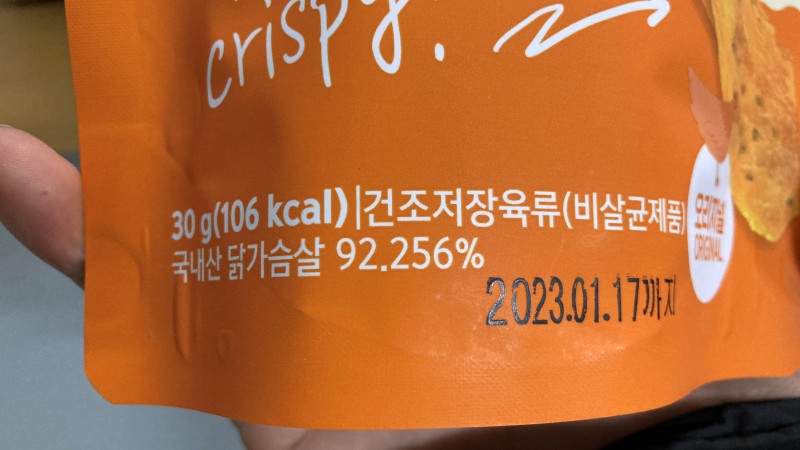 crispy.
30 g(106 kcal)|건조저장육류(비살균제품)
국내산 닭가슴살 92.256%
2023.01.17까지
오리지널
ORIGINAL